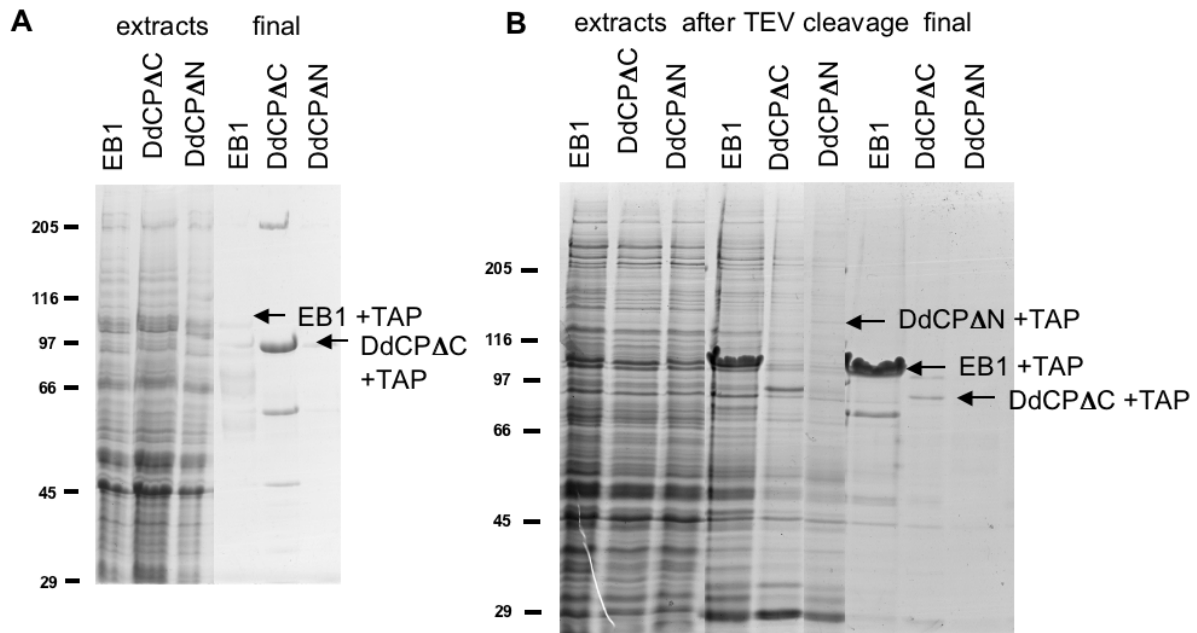 A
extracts final
EB1
DdCPΔC
DdCPΔN
EB1
DdCPΔC
DdCPΔN
205
116
97
66
45
29
EB1 +TAP
DdCPΔC
+TAP
B
extracts after TEV cleavage final
EB1
DdCPΔC
DdCPΔN
EB1
DdCPΔC
DdCPΔN
EB1
DdCPΔC
DdCPΔN
205
116
97
66
45
29
DdCPΔN +TAP
EB1 +TAP
DdCPΔC +TAP